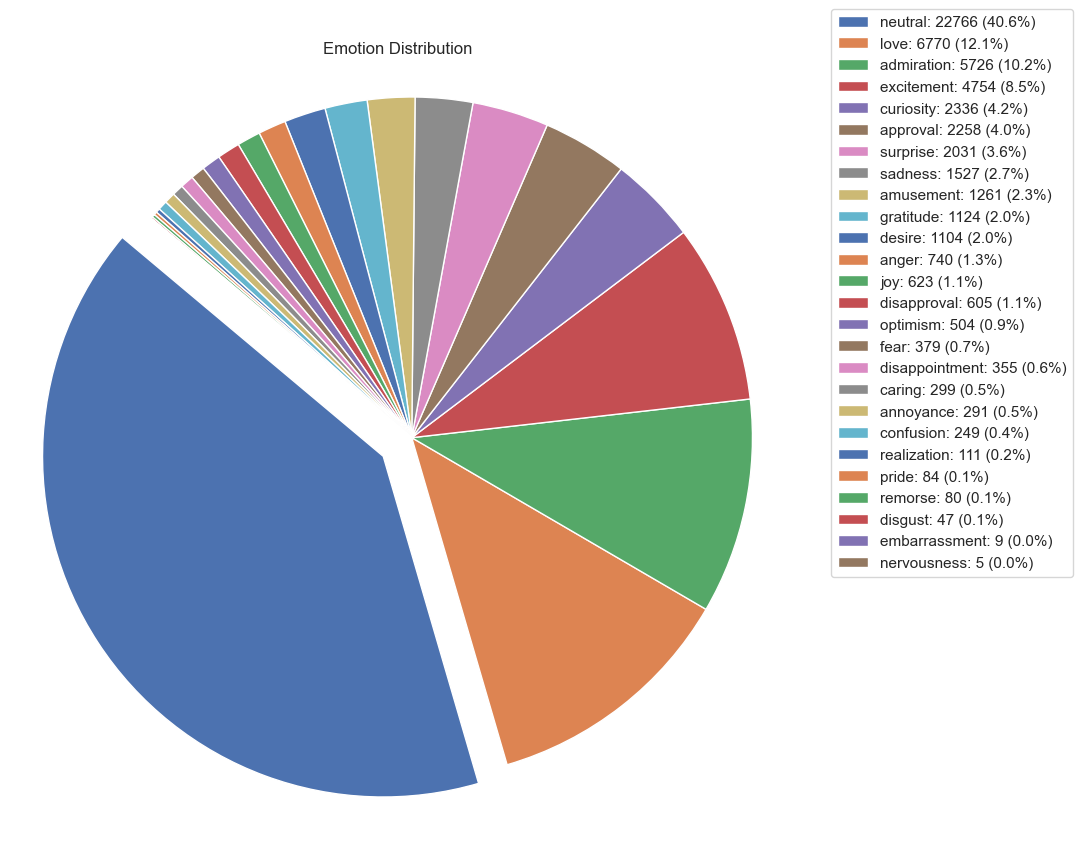 Emotion Distribution
neutral: 22766 (40.6%)
love: 6770 (12.1%)
admiration: 5726 (10.2%)
excitement: 4754 (8.5%)
curiosity: 2336 (4.2%)
approval: 2258 (4.0%)
surprise: 2031 (3.6%)
sadness: 1527 (2.7%)
amusement: 1261 (2.3%)
gratitude: 1124 (2.0%)
desire: 1104 (2.0%)
anger: 740 (1.3%)
joy: 623 (1.1%)
disapproval: 605 (1.1%)
optimism: 504 (0.9%)
fear: 379 (0.7%)
disappointment: 355 (0.6%)
caring: 299 (0.5%)
annoyance: 291 (0.5%)
confusion: 249 (0.4%)
realization: 111 (0.2%)
pride: 84 (0.1%)
remorse: 80 (0.1%)
disgust: 47 (0.1%)
embarrassment: 9 (0.0%)
nervousness: 5 (0.0%)